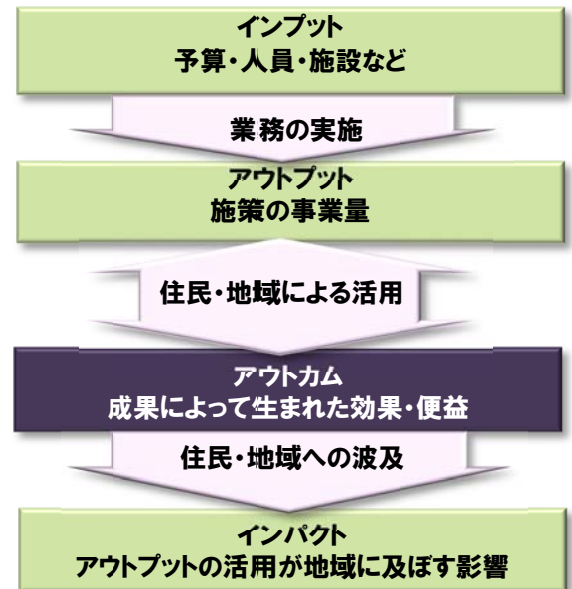 インプット
予算・人員・施設など
業務の実施
アウトプット
施策の事業量
住民・地域による活用
アウトカム
成果によって生まれた効果・便益
住民・地域への波及
インパクト
アウトプットの活用が地域に及ぼす影響